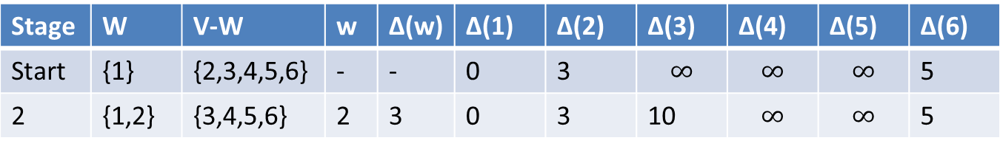 Stage W V-W w Δ(w) Δ(1) Δ(2) Δ(3) Δ(4) Δ(5) Δ(6)
Start {1} {2,3,4,5,6} - - 0 3 ∞ ∞ ∞ 5
2 {1,2} {3,4,5,6} 2 3 0 3 10 ∞ ∞ 5